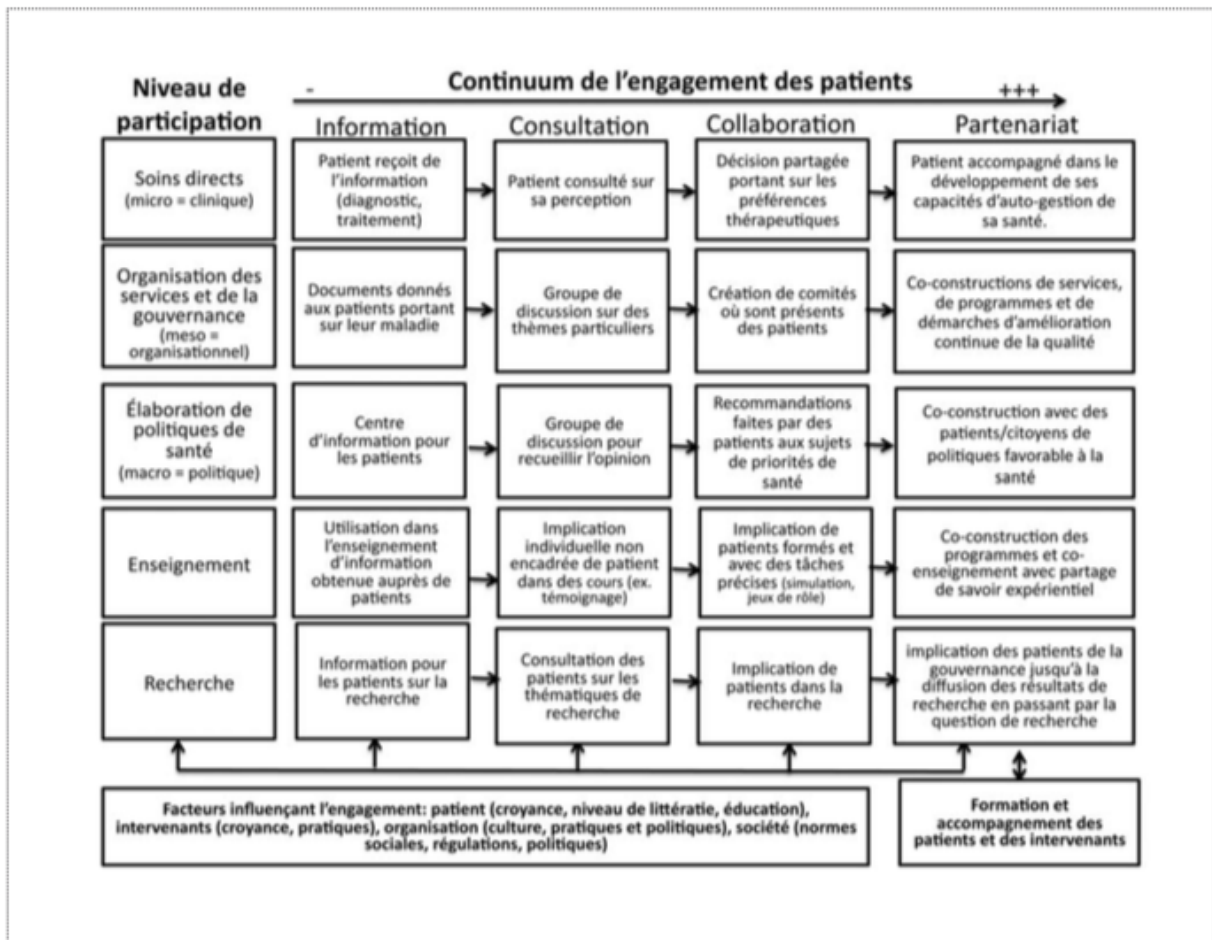 Niveau de
participation
Continuum de l'engagement des patients
-
+++
Information
Consultation
Collaboration
Partenariat
Soins directs
(micro = clinique)
Patient reçoit de
l'information
(diagnostic,
traitement)
Patient consulté sur
sa perception
Décision partagée
portant sur les
préférences
thérapeutiques
Patient accompagné dans le
développement de ses
capacités d'auto-gestion de
sa santé.
Organisation des
services et de la
gouvernance
(meso =
organisationnel)
Documents donnés
aux patients portant
sur leur maladie
Groupe de
discussion sur des
thèmes particuliers
Création de comités
où sont présents
des patients
Co-constructions de services,
de programmes et de
démarches d'amélioration
continue de la qualité
Élaboration de
politiques de
santé
(macro = politique)
Centre
d'information pour
les patients
Groupe de
discussion pour
recueillir l'opinion
Recommandations
faites par des
patients aux sujets
de priorités de
santé
Co-construction avec des
patients/citoyens de
politiques favorable à la
santé
Enseignement
Utilisation dans
l'enseignement
d'information
obtenue auprès de
patients
Implication
individuelle non
encadrée de patient
dans des cours (ex.
témoignage)
Implication de
patients formés et
avec des tâches
précises (simulation,
jeux de rôle)
Co-construction des
programmes et co-
enseignement avec partage
de savoir expérientiel
Recherche
Information pour
les patients sur la
recherche
Consultation des
patients sur les
thématiques de
recherche
Implication de
patients dans la
recherche
implication des patients de la
gouvernance jusqu'à la
diffusion des résultats de
recherche en passant par la
question de recherche
Facteurs influençant l'engagement: patient (croyance, niveau de littératie, éducation),
intervenants (croyance, pratiques), organisation (culture, pratiques et politiques), société (normes
sociales, régulations, politiques)
Formation et
accompagnement des
patients et des intervenants